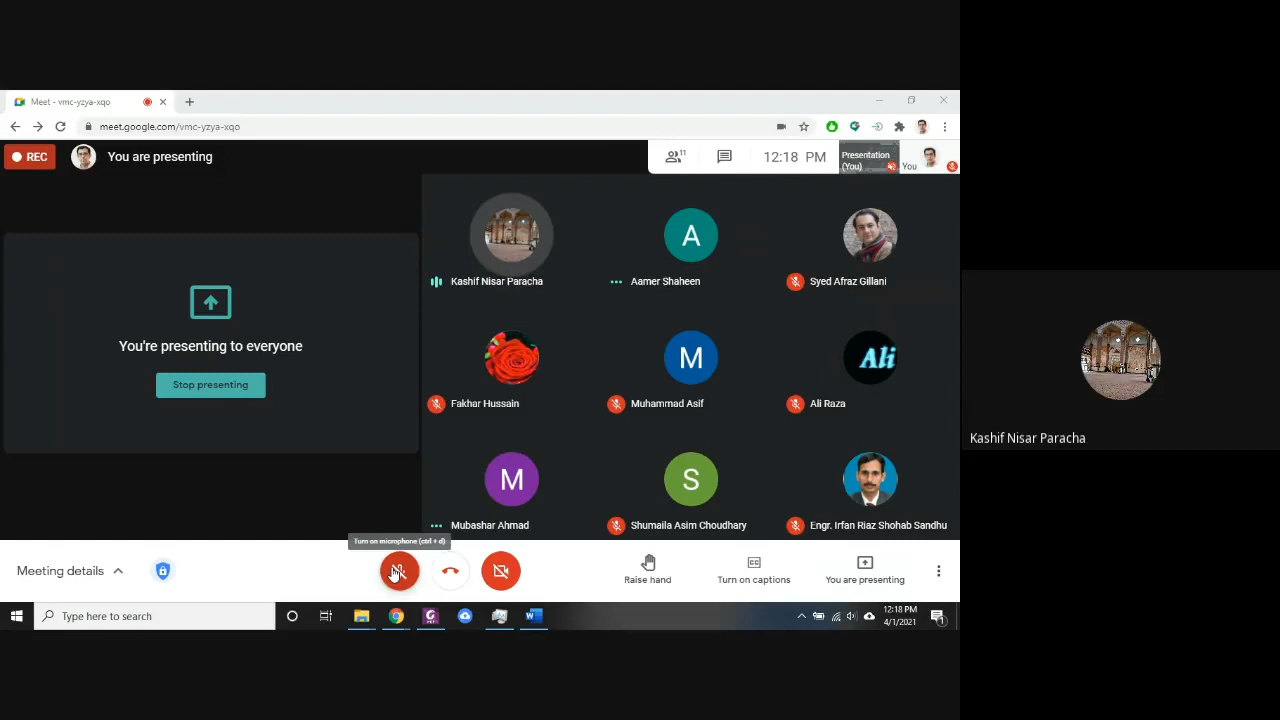 Meet - vmc-yzya-xqo
meet.google.com/vmc-yzya-xqo
REC
You are presenting
11
12:18 PM
Presentation
(You)
You
You're presenting to everyone
Stop presenting
Kashif Nisar Paracha
A
Aamer Shaheen
Syed Afraz Gillani
Fakhar Hussain
M
Muhammad Asif
Ali
Ali Raza
M
Mubashar Ahmad
S
Shumaila Asim Choudhary
Engr. Irfan Riaz Shohab Sandhu
Kashif Nisar Paracha
Turn on microphone (ctrl + d)
Meeting details
Raise hand
CC
Turn on captions
You are presenting
Type here to search
W
12:18 PM
4/1/2021
1